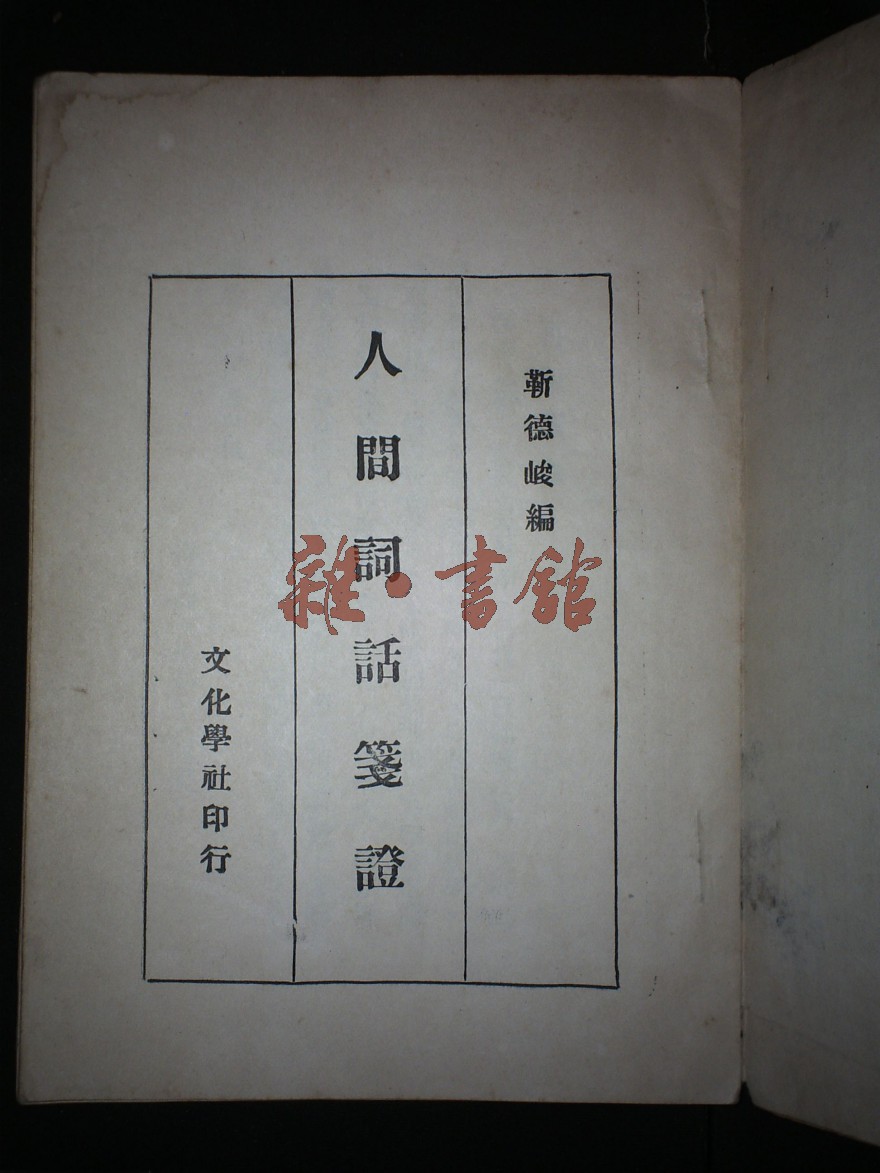 靳德峻編
人間詞話箋證
文化學社印行
雜·書館